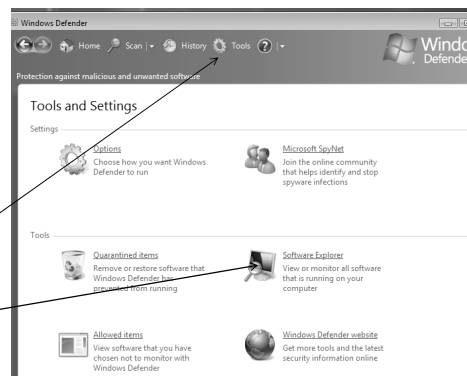 Windows Defender
Home Scan History Tools
Windo
Defende
Protection against malicious and unwanted software
Tools and Settings
Settings
Options
Choose how you want Windows
Defender to run
Microsoft SpyNet
Join the online community
that helps identify and stop
spyware infections
Tools
Quarantined items
Remove or restore software that
Windows Defender has
prevented from running
Software Explorer
View or monitor all software
that is running on your
computer
Allowed items
View software that you have
chosen not to monitor with
Windows Defender
Windows Defender website
Get more tools and the latest
security information online